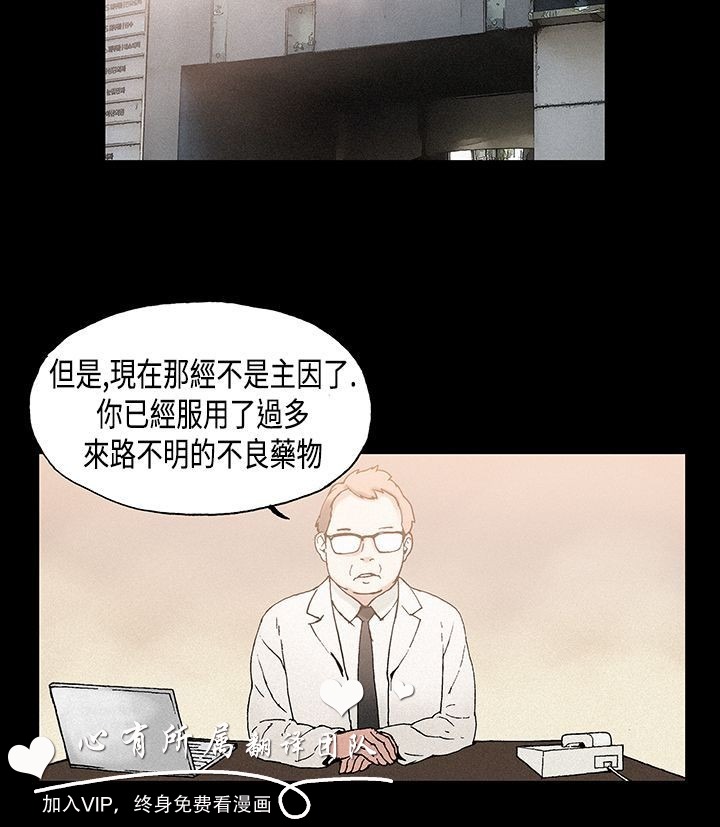 但是,現在那經不是主因了.
你已經服用了過多
來路不明的不良藥物
心有所属翻译团队
加入VIP，终身免费看漫画